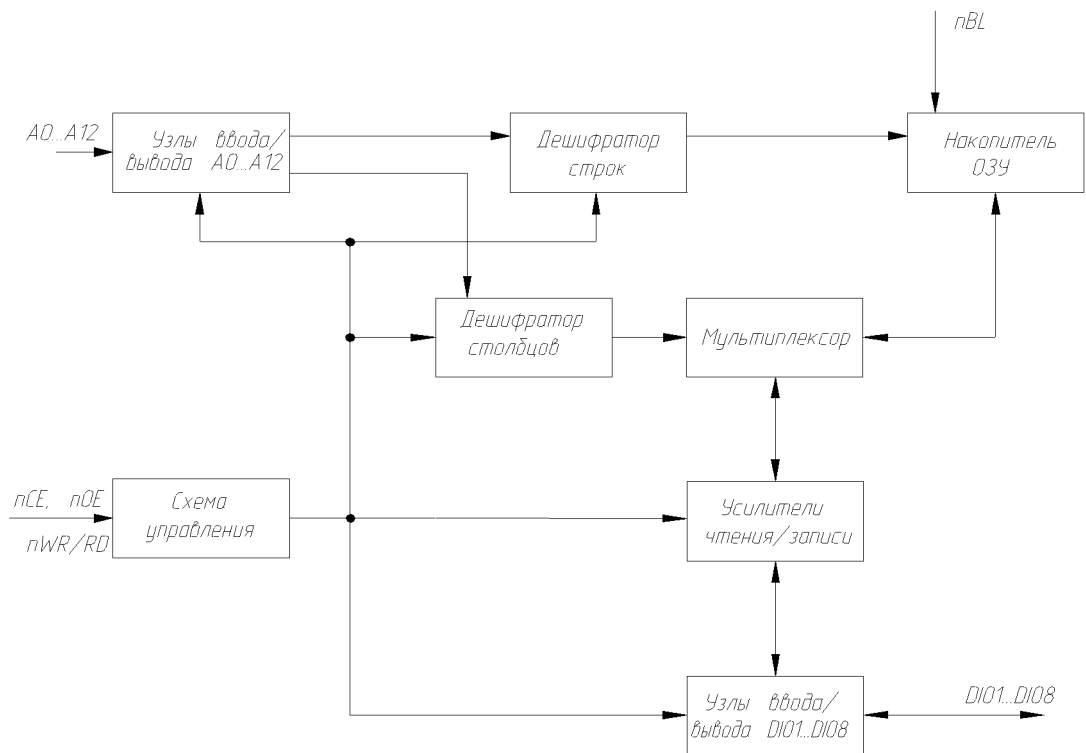 nBL
A0...A12
Узлы ввода/
вывода A0...A12
Дешифратор
строк
Накопитель
ОЗУ
Дешифратор
столбцов
Мультиплексор
nCE, nOE
nWR/RD
Схема
управления
Усилители
чтения/записи
Узлы ввода/
вывода DIO1...DIO8
DIO1...DIO8